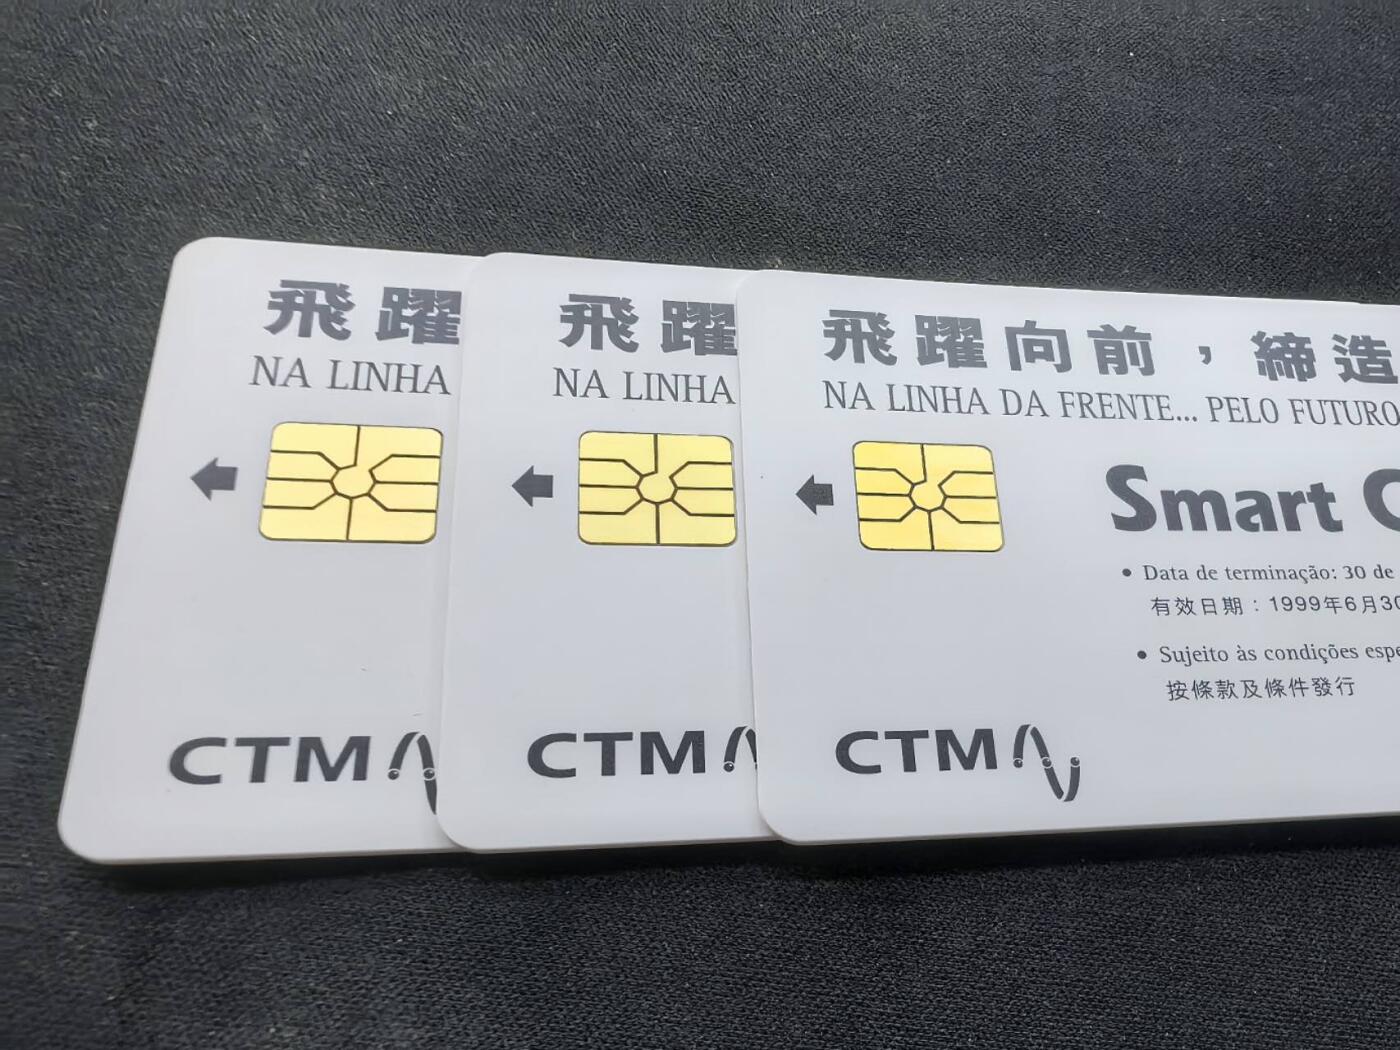 飛躍
NA LINHA
CTM
飛躍
NA LINHA
CTM
飛躍向前，締造
NA LINHA DA FRENTE... PELO FUTURO
Smart
• Data de terminação: 30 de
有效日期：1999年6月30
• Sujeito às condições espe
按條款及條件發行
CTM